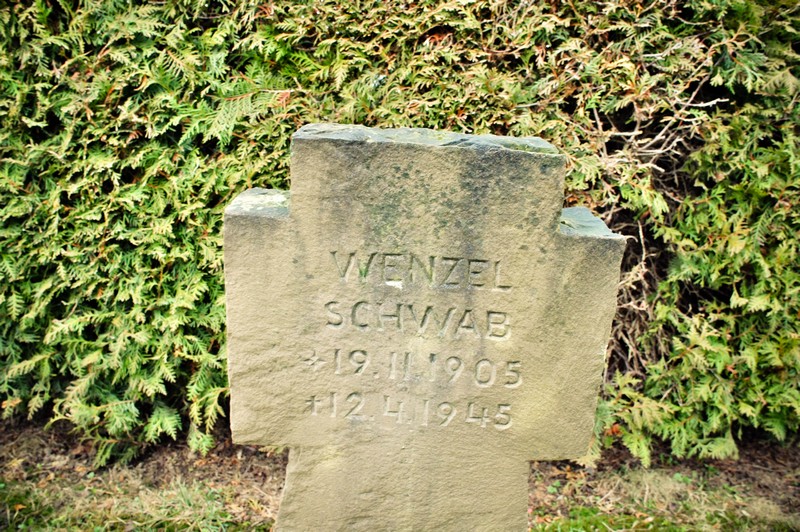 WENZEL
SCHWAB
* 19.11.1905
† 12.4.1945